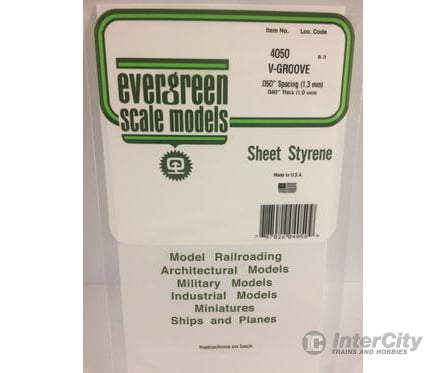 Item No. Loc. Code
4050 8.3
V-GROOVE
.050" Spacing (1.3 mm)
.040" Thick (1.0 mm)
evergreen
scale models
Sheet Styrene
Made in U.S.A.
Model Railroading
Architectural Models
Military Models
Industrial Models
Miniatures
Ships and Planes
Instructions on back
InterCity
TRAINS AND HOBBIES